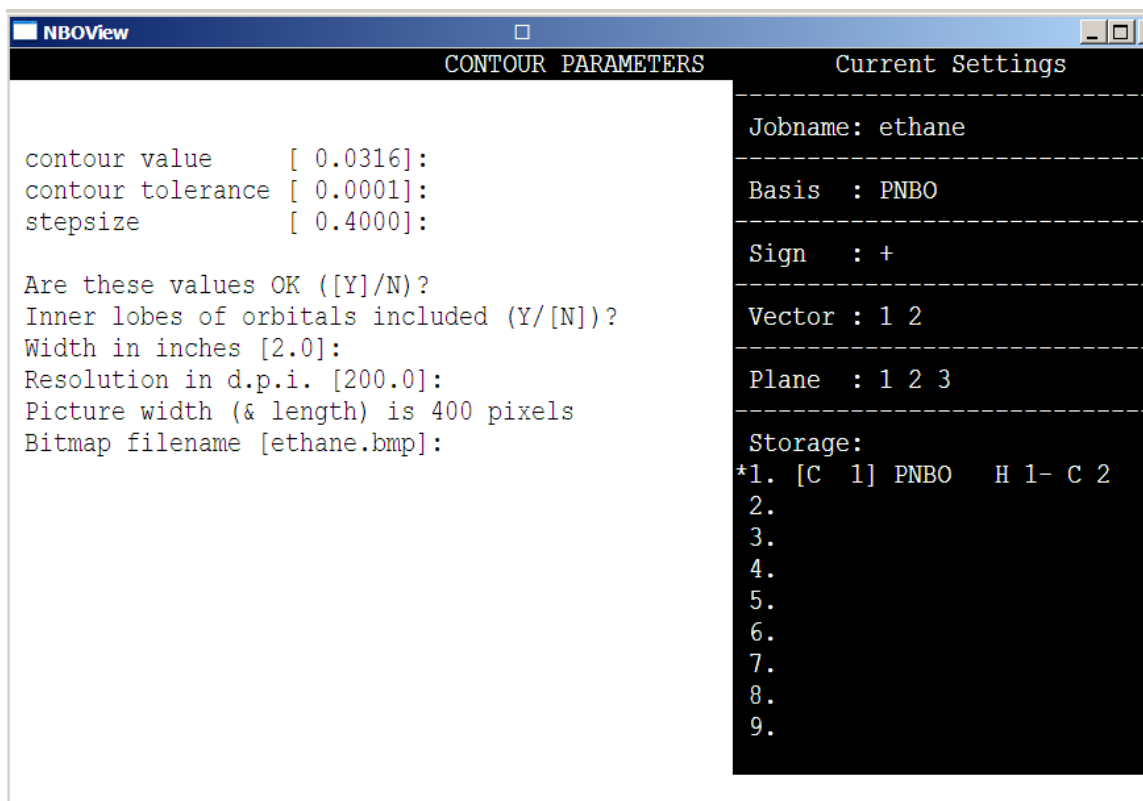 NBOView
CONTOUR PARAMETERS
contour value     [ 0.0316]:
contour tolerance [ 0.0001]:
stepsize          [ 0.4000]:
Are these values OK ([Y]/N)?
Inner lobes of orbitals included (Y/[N])?
Width in inches [2.0]:
Resolution in d.p.i. [200.0]:
Picture width (& length) is 400 pixels
Bitmap filename [ethane.bmp]:
Current Settings
Jobname: ethane
Basis  : PNBO
Sign   : +
Vector : 1 2
Plane  : 1 2 3
Storage:
*1. [C  1] PNBO   H 1- C 2
2.
3.
4.
5.
6.
7.
8.
9.